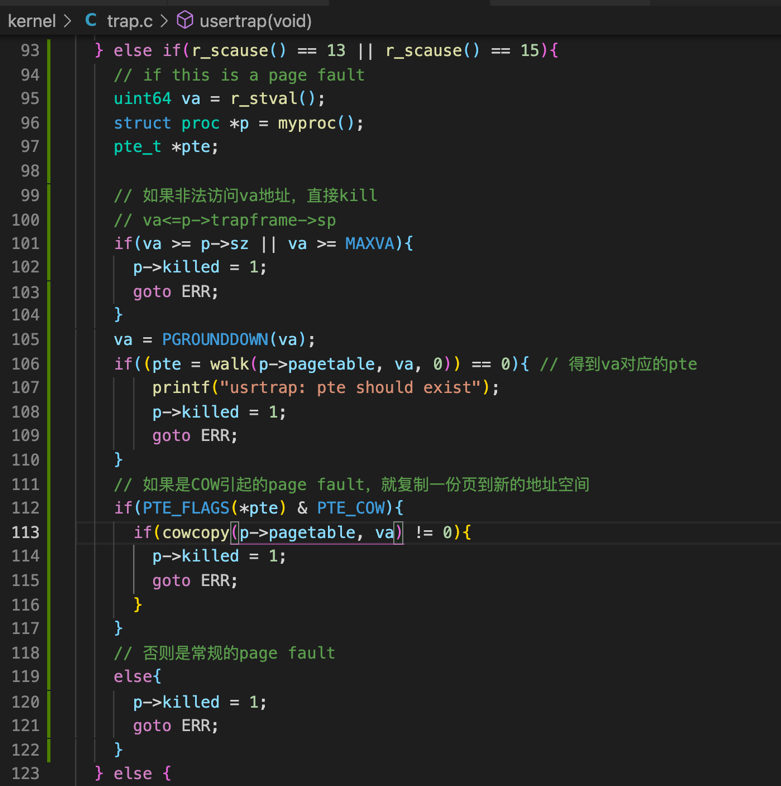 kernel > C trap.c > usertrap(void)
93 } else if(r_scause() == 13 || r_scause() == 15){
94 // if this is a page fault
95 uint64 va = r_stval();
96 struct proc *p = myproc();
97 pte_t *pte;
98
99 // 如果非法访问va地址，直接kill
100 // va<=p->trapframe->sp
101 if(va >= p->sz || va >= MAXVA){
102 p->killed = 1;
103 goto ERR;
104 }
105 va = PGROUNDDOWN(va);
106 if((pte = walk(p->pagetable, va, 0)) == 0){ // 得到va对应的pte
107 printf("usrtrap: pte should exist");
108 p->killed = 1;
109 goto ERR;
110 }
111 // 如果是COW引起的page fault，就复制一份页到新的地址空间
112 if(PTE_FLAGS(*pte) & PTE_COW){
113 if(cowcopy(p->pagetable, va) != 0){
114 p->killed = 1;
115 goto ERR;
116 }
117 }
118 // 否则是常规的page fault
119 else{
120 p->killed = 1;
121 goto ERR;
122 }
123 } else {